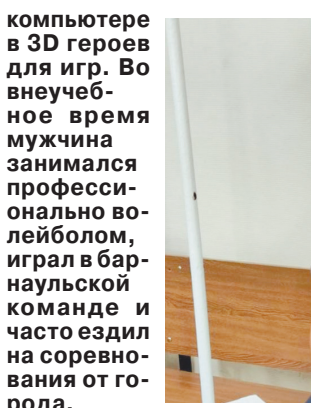 компьютере
в 3D героев
для игр. Во
внеучеб-
ное время
мужчина
занимался
професси-
онально во-
лейболом,
играл в бар-
наульской
команде и
часто ездил
на соревно-
вания от го-
рода.